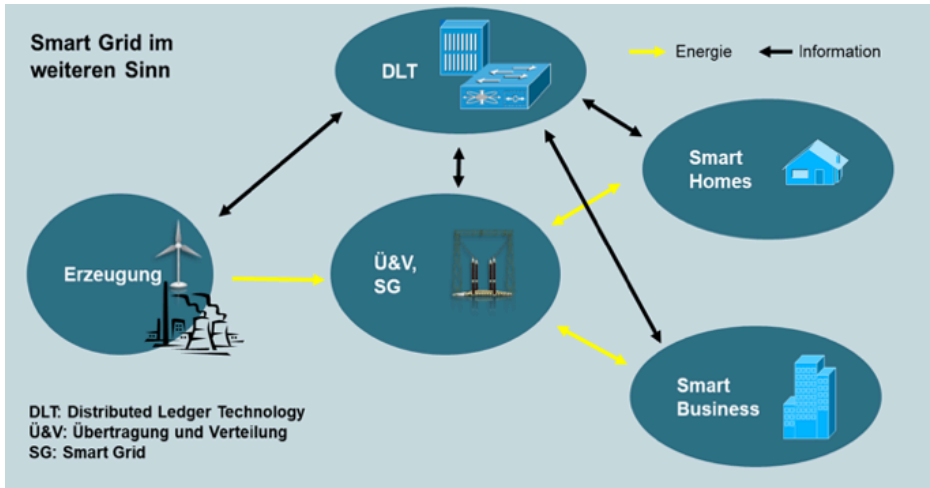 Smart Grid im
weiteren Sinn
DLT
Energie
Information
Smart
Homes
Erzeugung
Ü&V,
SG
Smart
Business
DLT: Distributed Ledger Technology
Ü&V: Übertragung und Verteilung
SG: Smart Grid